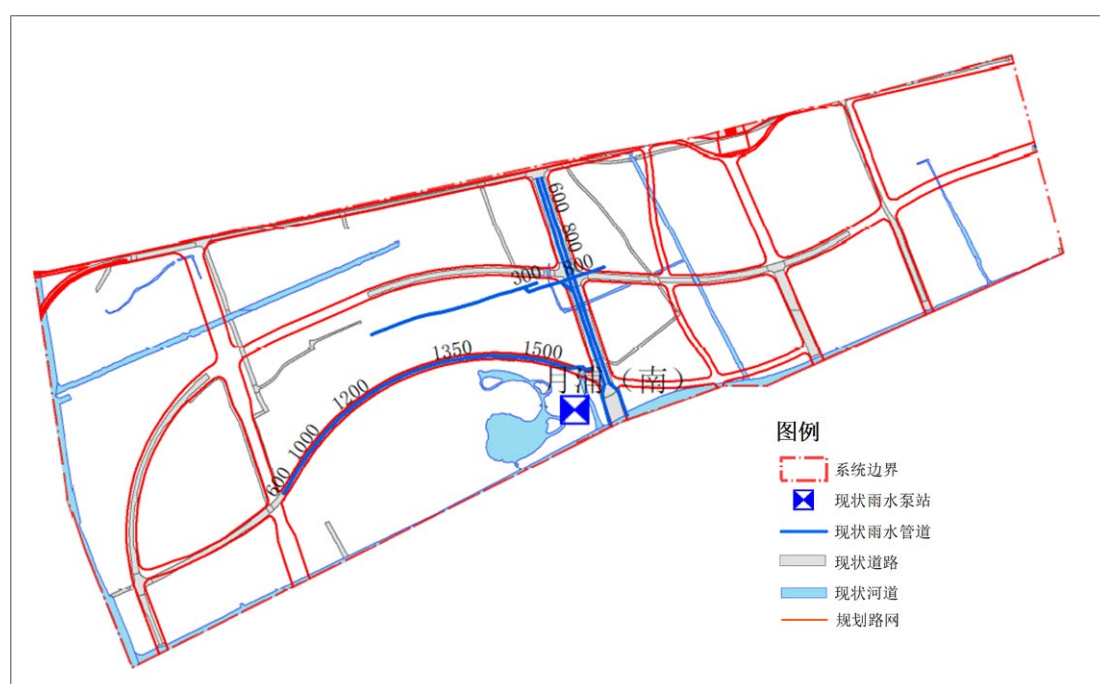 600
800
300
800
1350
1500
1200
月浦（南）
1000
600
图例
系统边界
现状雨水泵站
现状雨水管道
现状道路
现状河道
规划路网